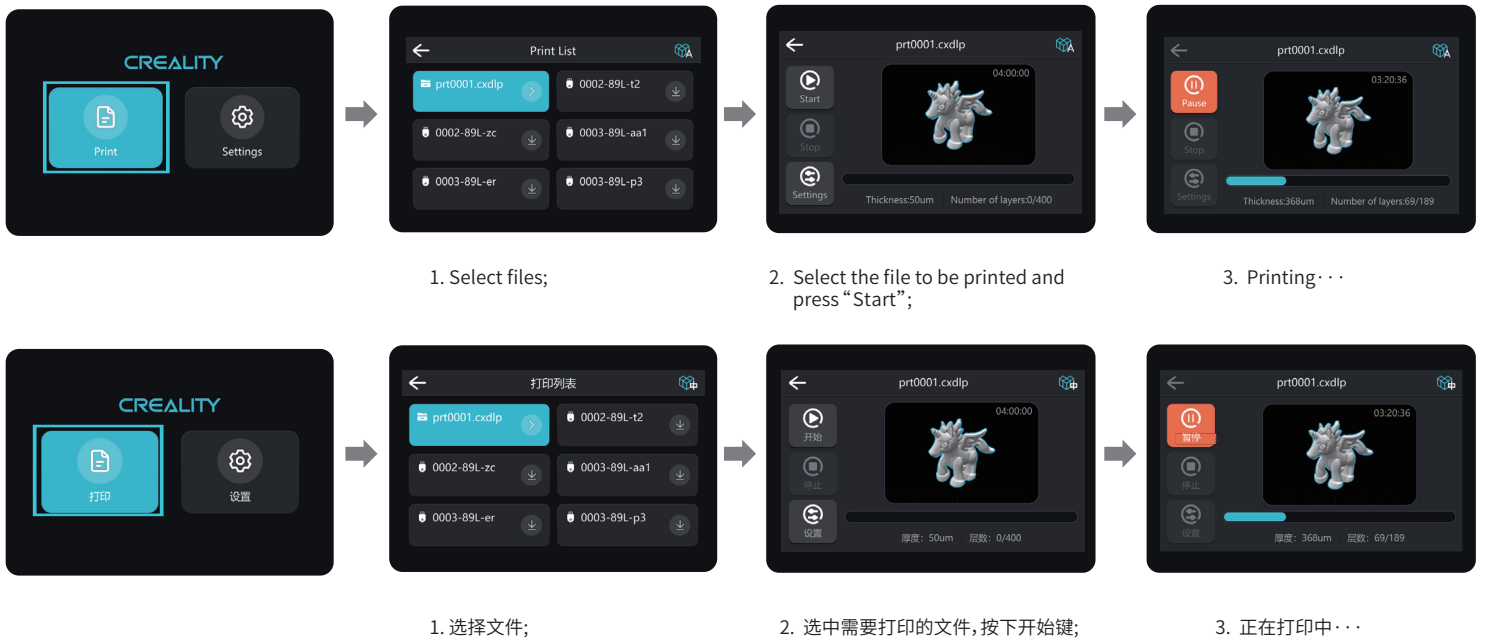 CREALITY
Print
Settings
Print List
prt0001.cxdlp
0002-89L-t2
0002-89L-zc
0003-89L-aa1
0003-89L-er
0003-89L-p3
prt0001.cxdlp
A
04:00:00
Start
Stop
Settings
Thickness:50um Number of layers:0/400
prt0001.cxdlp
A
03:20:36
Pause
Stop
Settings
Thickness:368um Number of layers:69/189
1. Select files;
2. Select the file to be printed and
press “Start”;
3. Printing···
CREALITY
打印
设置
打印列表
中
prt0001.cxdlp
0002-89L-t2
0002-89L-zc
0003-89L-aa1
0003-89L-er
0003-89L-p3
prt0001.cxdlp
中
04:00:00
开始
停止
设置
厚度: 50um 层数: 0/400
prt0001.cxdlp
中
03:20:36
暂停
停止
设置
厚度: 368um 层数: 69/189
1. 选择文件;
2. 选中需要打印的文件,按下开始键;
3. 正在打印中···